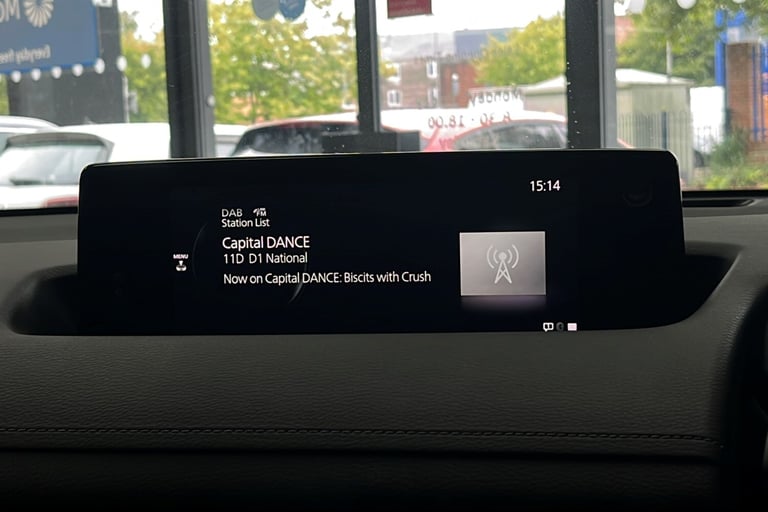 15:14
DAB FM
Station List
Capital DANCE
11D D1 National
MENU
Now on Capital DANCE: Biscits with Crush
Monday
8.30 - 18.00